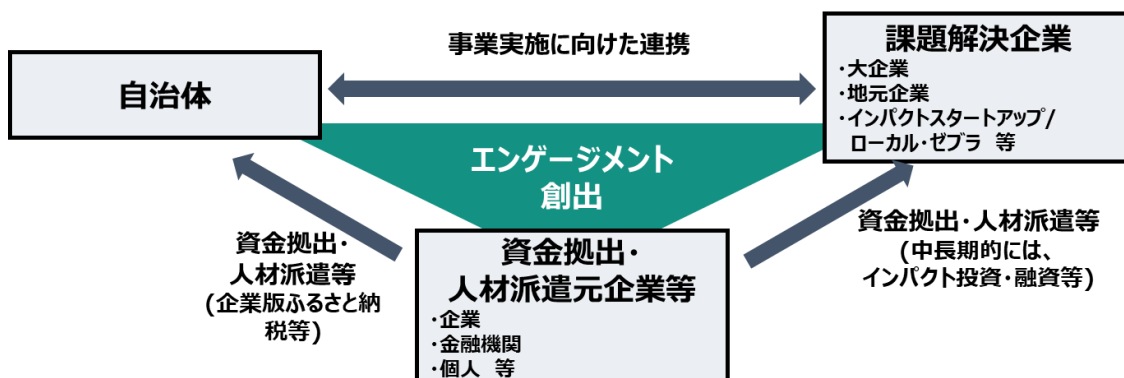 事業実施に向けた連携
自治体
課題解決企業
・大企業
・地元企業
・インパクトスタートアップ/
ローカル・ゼブラ 等
エンゲージメント
創出
資金拠出・
人材派遣等
(企業版ふるさと納
税等)
資金拠出・
人材派遣元企業等
・企業
・金融機関
・個人 等
資金拠出・人材派遣等
(中長期的には、
インパクト投資・融資等)